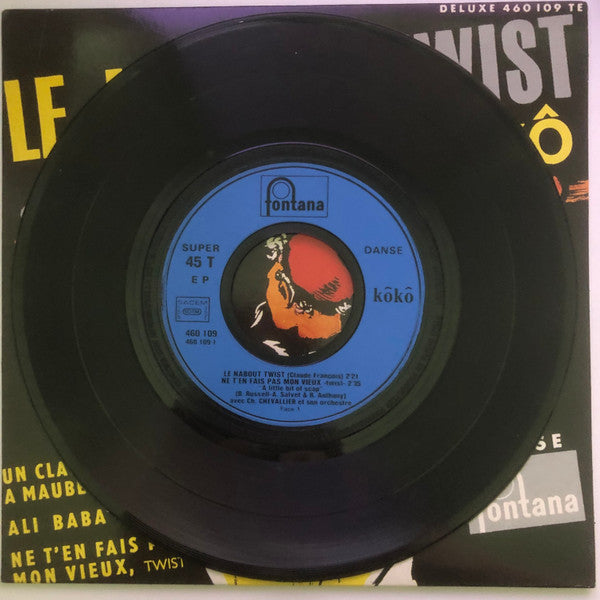 DELUXE 460 109 TE
LE
TWIST
KÔ
fontana
SUPER
45 T
EP
DANSE
kôkô
SACEM
460 109
460 109 1
LE NABOUT TWIST (Claude François) 2'21
NE T'EN FAIS PAS MON VIEUX -twist- 2'35
"A little bit of soap"
(B. Russell-A. Salvet & R. Anthony)
avec Ch. CHEVALLIER et son orchestre
Face 1
SE
fontana
UN CLA
A MAUBE
ALI BABA
NE T'EN FAIS P
MON VIEUX, TWIST